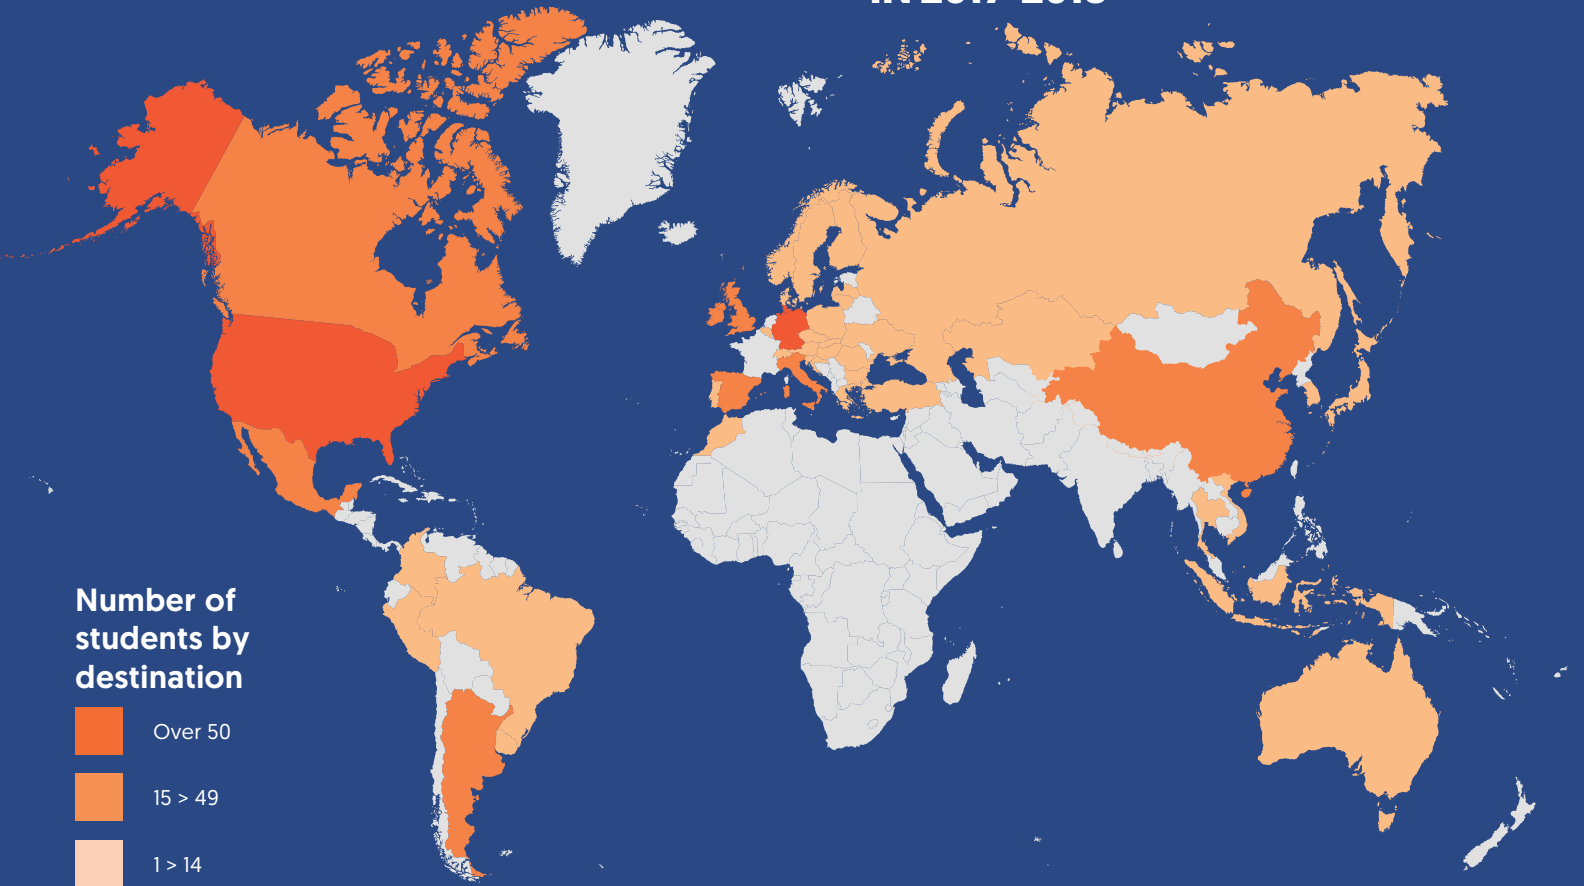 Number of
students by
destination
Over 50
15 > 49
1 > 14